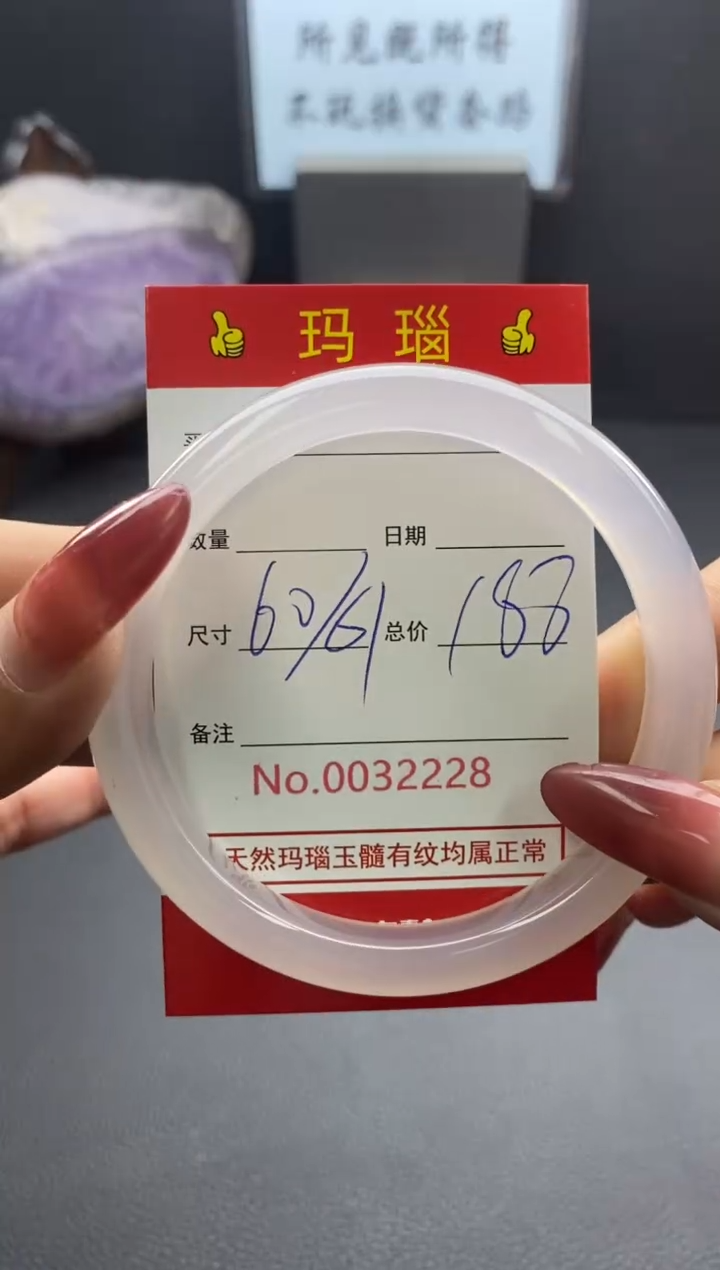 所见既所得
不玩换臂套路
玛瑙
数量 日期
尺寸 60/61 总价 188
备注
No.0032228
天然玛瑙玉髓有纹均属正常